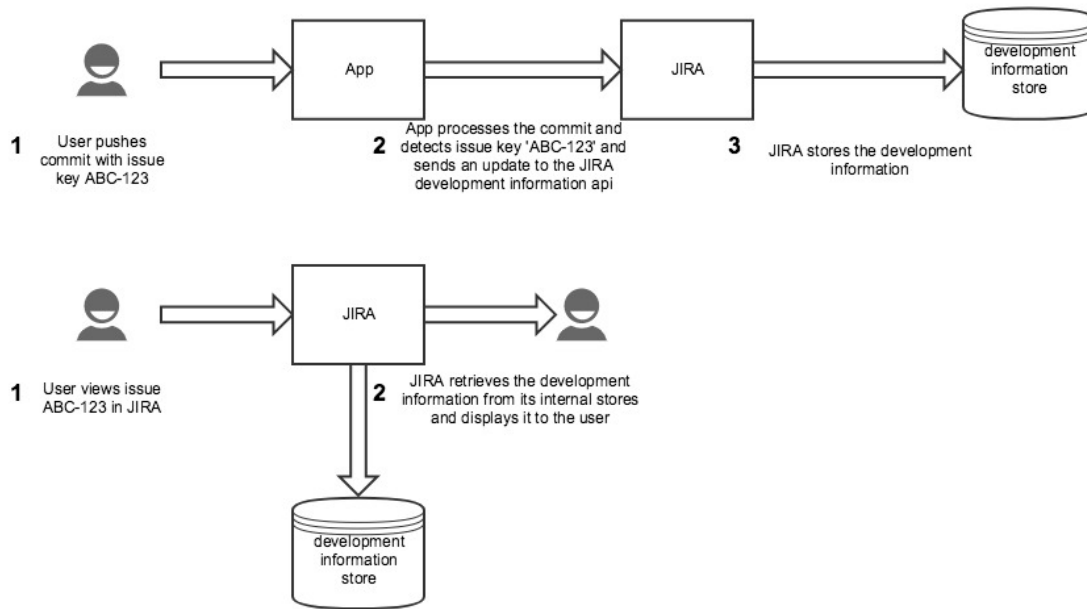 App
JIRA
development
information
store
1
User pushes
commit with issue
key ABC-123
2
App processes the commit and
detects issue key 'ABC-123' and
sends an update to the JIRA
development information api
3
JIRA stores the development
information
JIRA
1
User views issue
ABC-123 in JIRA
2
JIRA retrieves the development
information from its internal stores
and displays it to the user
development
information
store